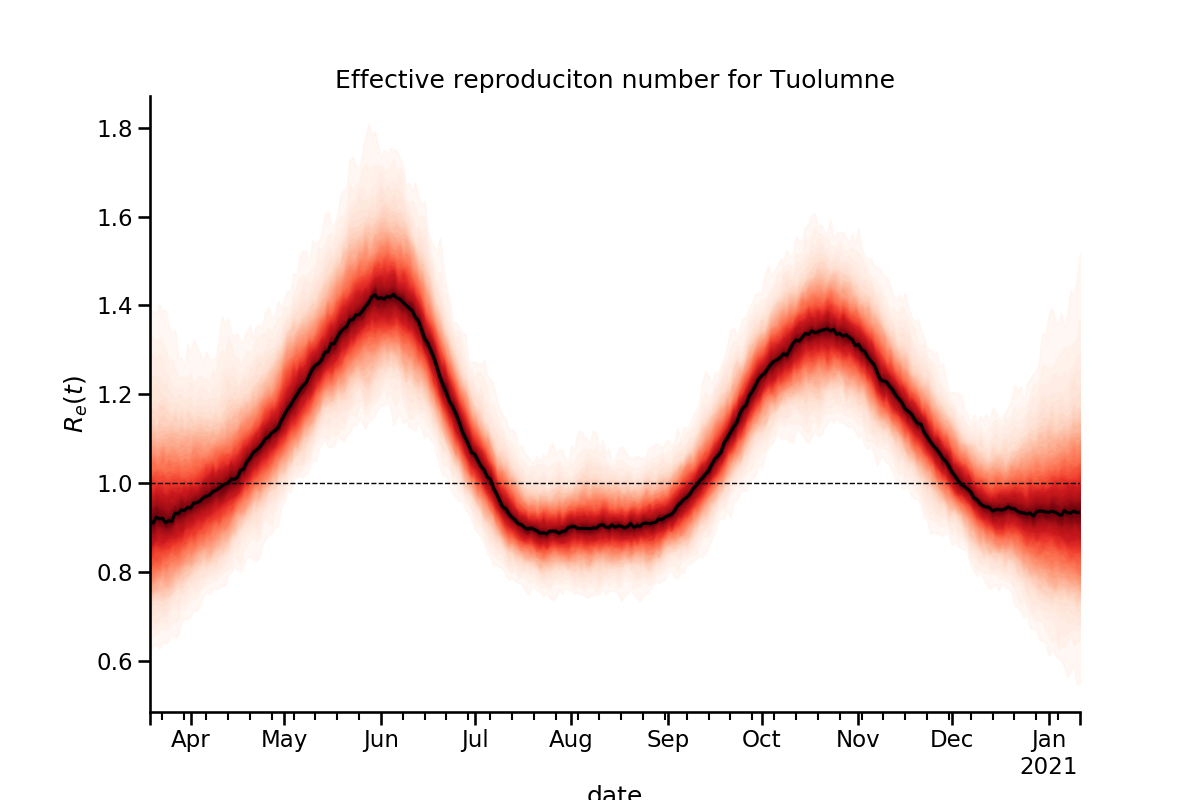 Effective reproduciton number for Tuolumne
1.8
1.6
1.4
1.2
1.0
0.8
0.6
R_e(t)
Apr May Jun Jul Aug Sep Oct Nov Dec Jan
2021
date